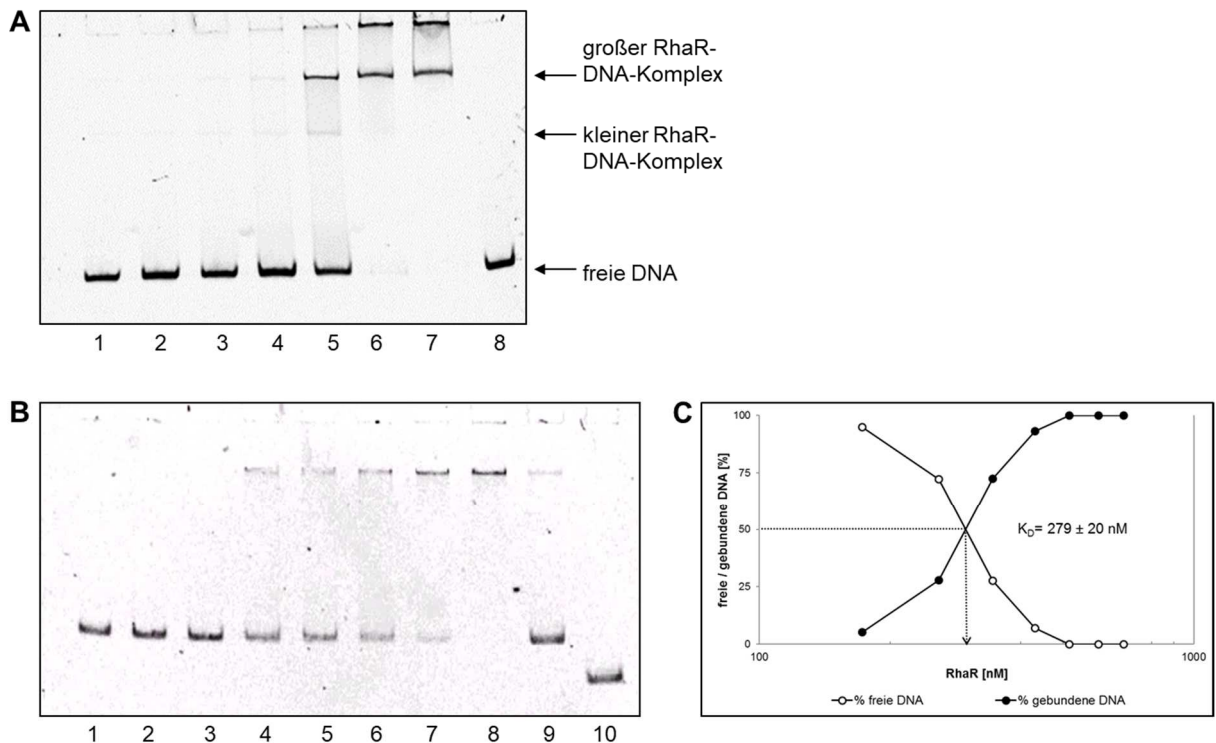 A
großer RhaR-
DNA-Komplex
kleiner RhaR-
DNA-Komplex
freie DNA
1 2 3 4 5 6 7 8
B
1 2 3 4 5 6 7 8 9 10
C
freie / gebundene DNA [%]
100
75
50
25
0
K_D= 279 ± 20 nM
100 1000
RhaR [nM]
% freie DNA % gebundene DNA